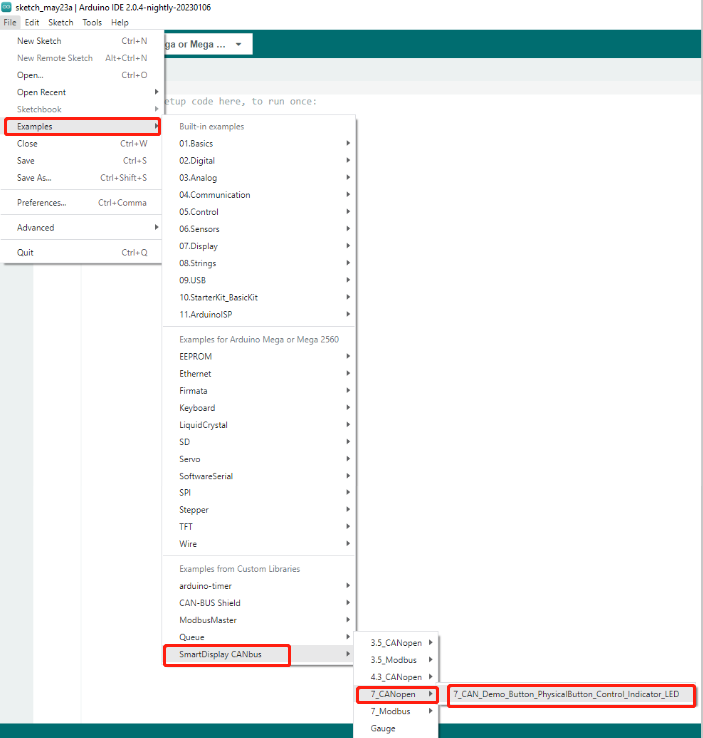 sketch_may23a | Arduino IDE 2.0.4-nightly-20230106
File Edit Sketch Tools Help
New Sketch Ctrl+N
New Remote Sketch Alt+Ctrl+N
Open... Ctrl+O
Open Recent
Sketchbook
Examples
Close Ctrl+W
Save Ctrl+S
Save As... Ctrl+Shift+S
Preferences... Ctrl+Comma
Advanced
Quit Ctrl+Q
ga or Mega ...
etup code here, to run once:
Built-in examples
01.Basics
02.Digital
03.Analog
04.Communication
05.Control
06.Sensors
07.Display
08.Strings
09.USB
10.StarterKit_BasicKit
11.ArduinoISP
Examples for Arduino Mega or Mega 2560
EEPROM
Ethernet
Firmata
Keyboard
LiquidCrystal
SD
Servo
SoftwareSerial
SPI
Stepper
TFT
Wire
Examples from Custom Libraries
arduino-timer
CAN-BUS Shield
ModbusMaster
Queue
SmartDisplay CANbus
3.5_CANopen
3.5_Modbus
4.3_CANopen
7_CANopen
7_Modbus
Gauge
7_CAN_Demo_Button_PhysicalButton_Control_Indicator_LED